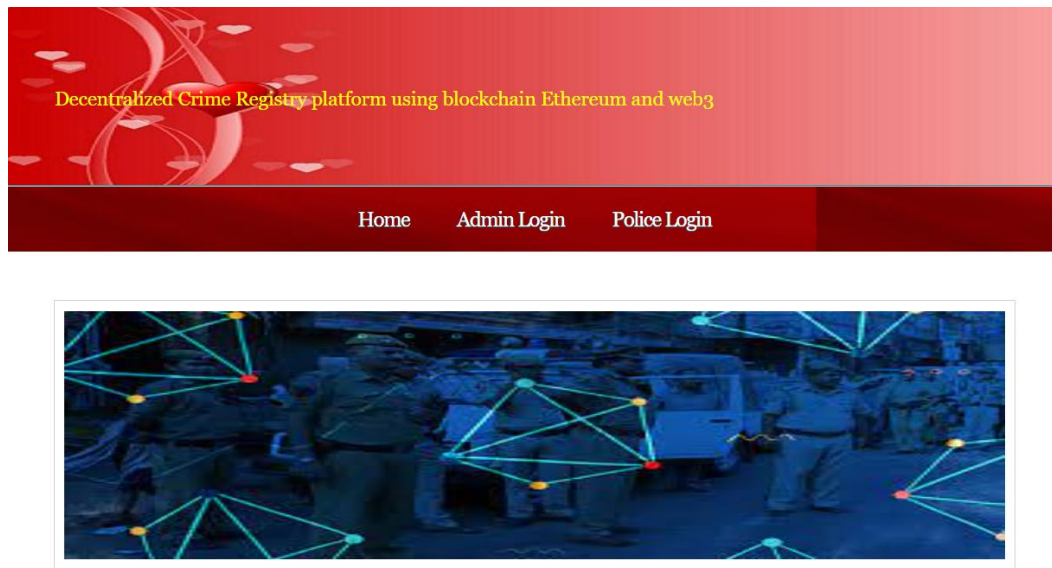 Decentralized Crime Registry platform using blockchain Ethereum and web3
Home Admin Login Police Login